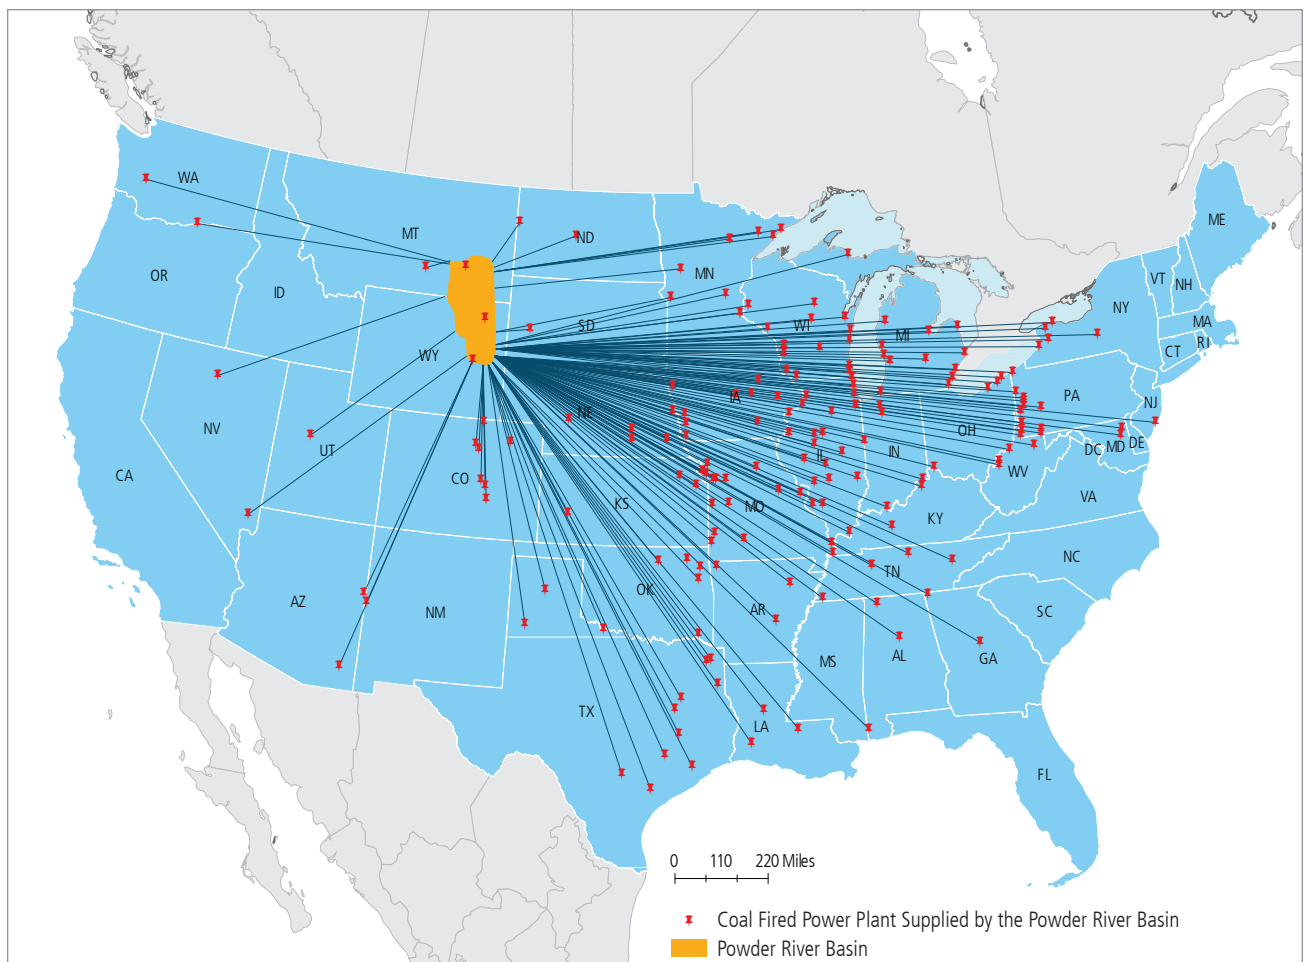 WA
MT
ND
ME
OR
ID
MN
VT
NH
NY
SD
WI
MI
MA
WY
CT
RI
NE
IA
PA
NJ
NV
UT
CO
IL
IN
OH
DC
MD
DE
CA
KS
MO
WV
VA
KY
NC
AZ
NM
OK
AR
TN
SC
MS
AL
GA
TX
LA
FL
0 110 220 Miles
Coal Fired Power Plant Supplied by the Powder River Basin
Powder River Basin